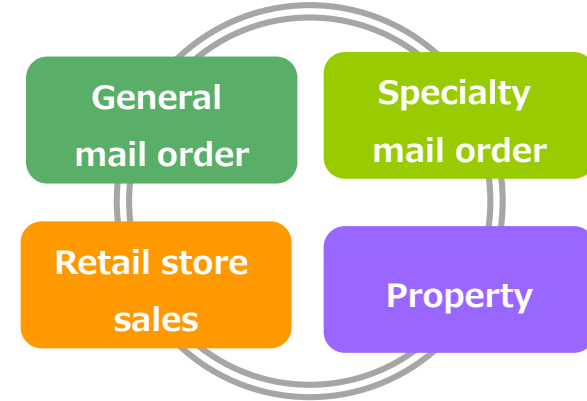 General
mail order
Specialty
mail order
Retail store
sales
Property